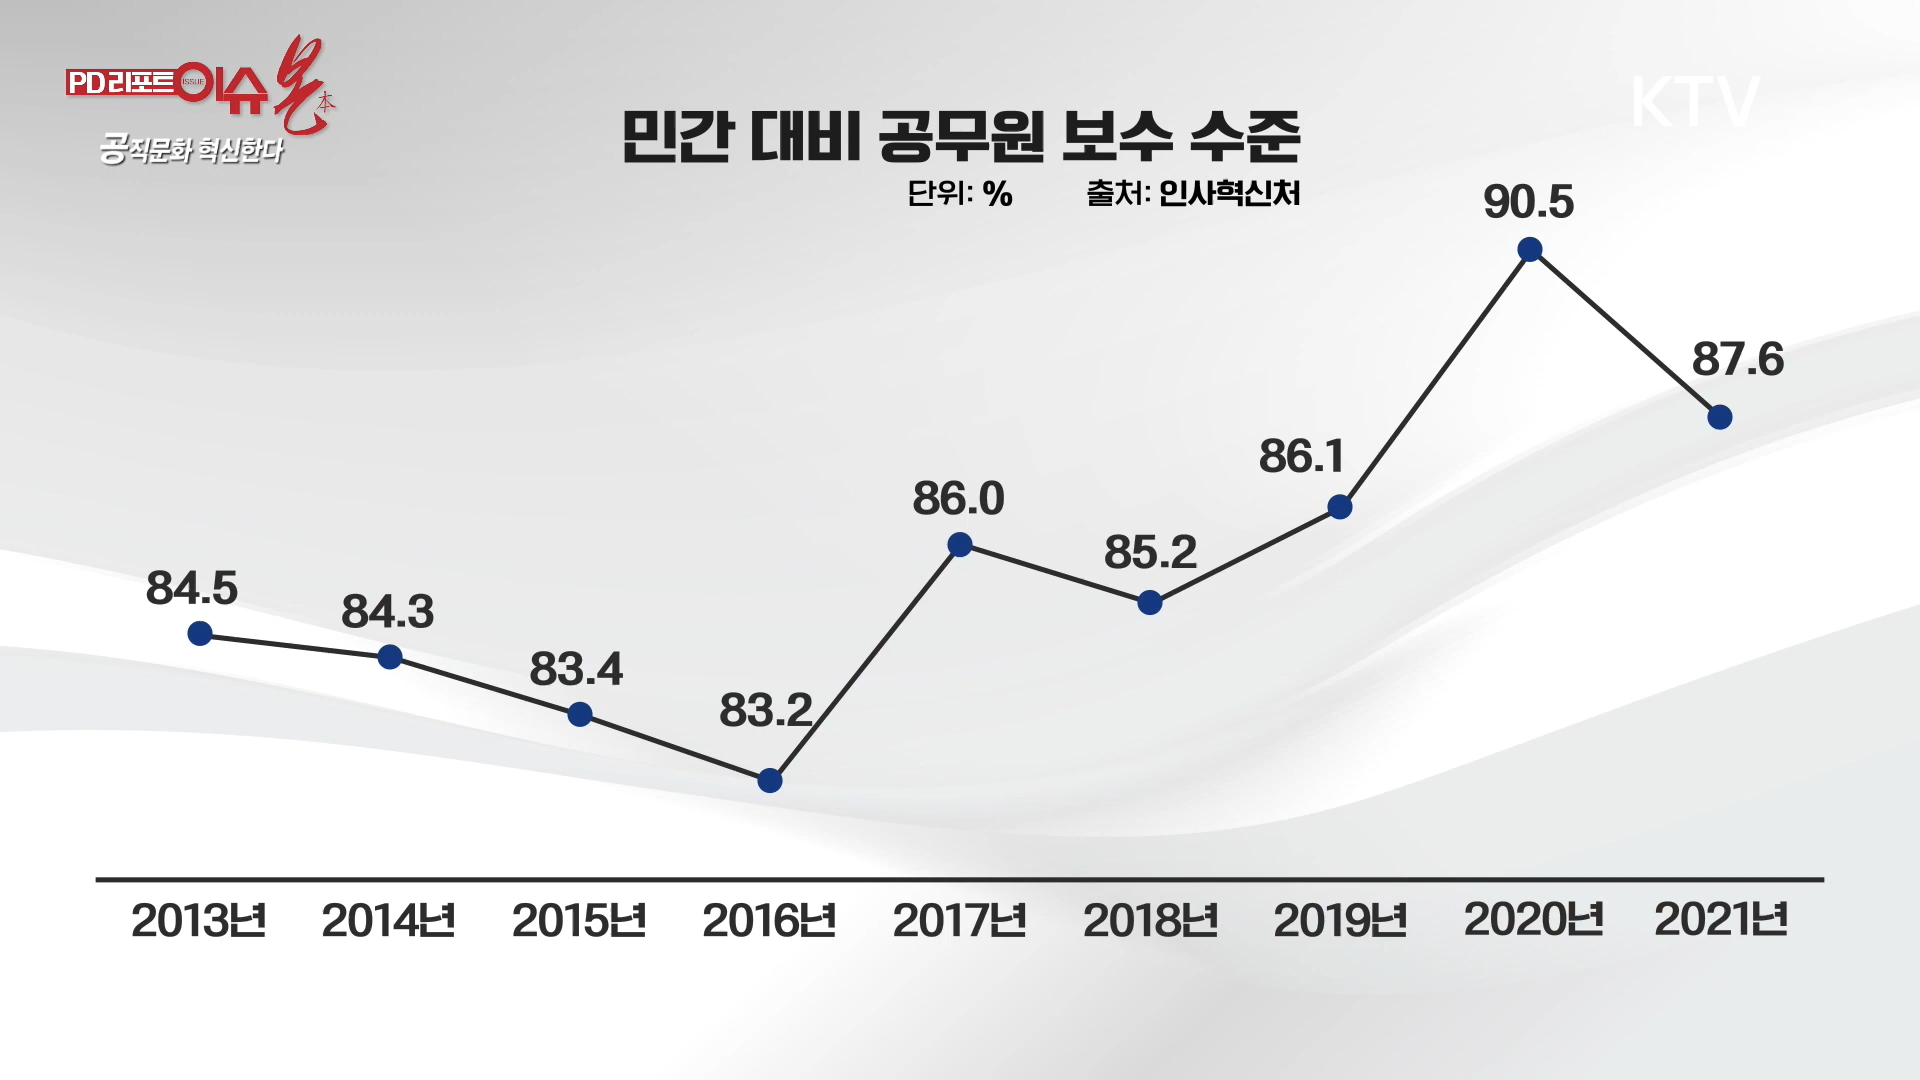 PD리포트 이슈 본 本
ISSUE
공직문화 혁신한다
KTV
민간 대비 공무원 보수 수준
단위: % 출처: 인사혁신처
84.5
84.3
83.4
83.2
86.0
85.2
86.1
90.5
87.6
2013년 2014년 2015년 2016년 2017년 2018년 2019년 2020년 2021년